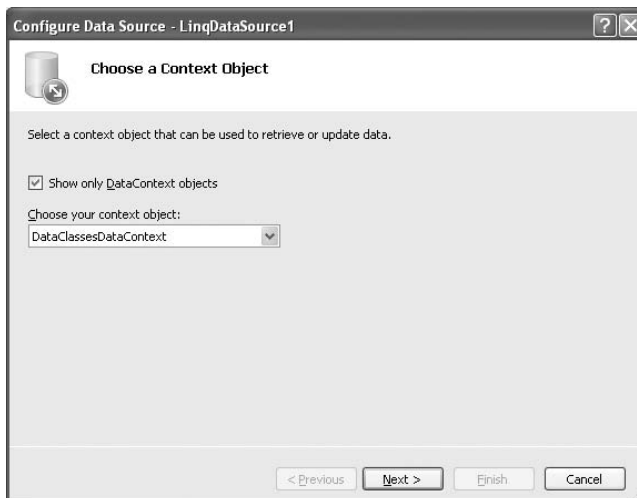 Configure Data Source - LinqDataSource1
Choose a Context Object
Select a context object that can be used to retrieve or update data.
Show only DataContext objects
Choose your context object:
DataClassesDataContext
< Previous
Next >
Finish
Cancel